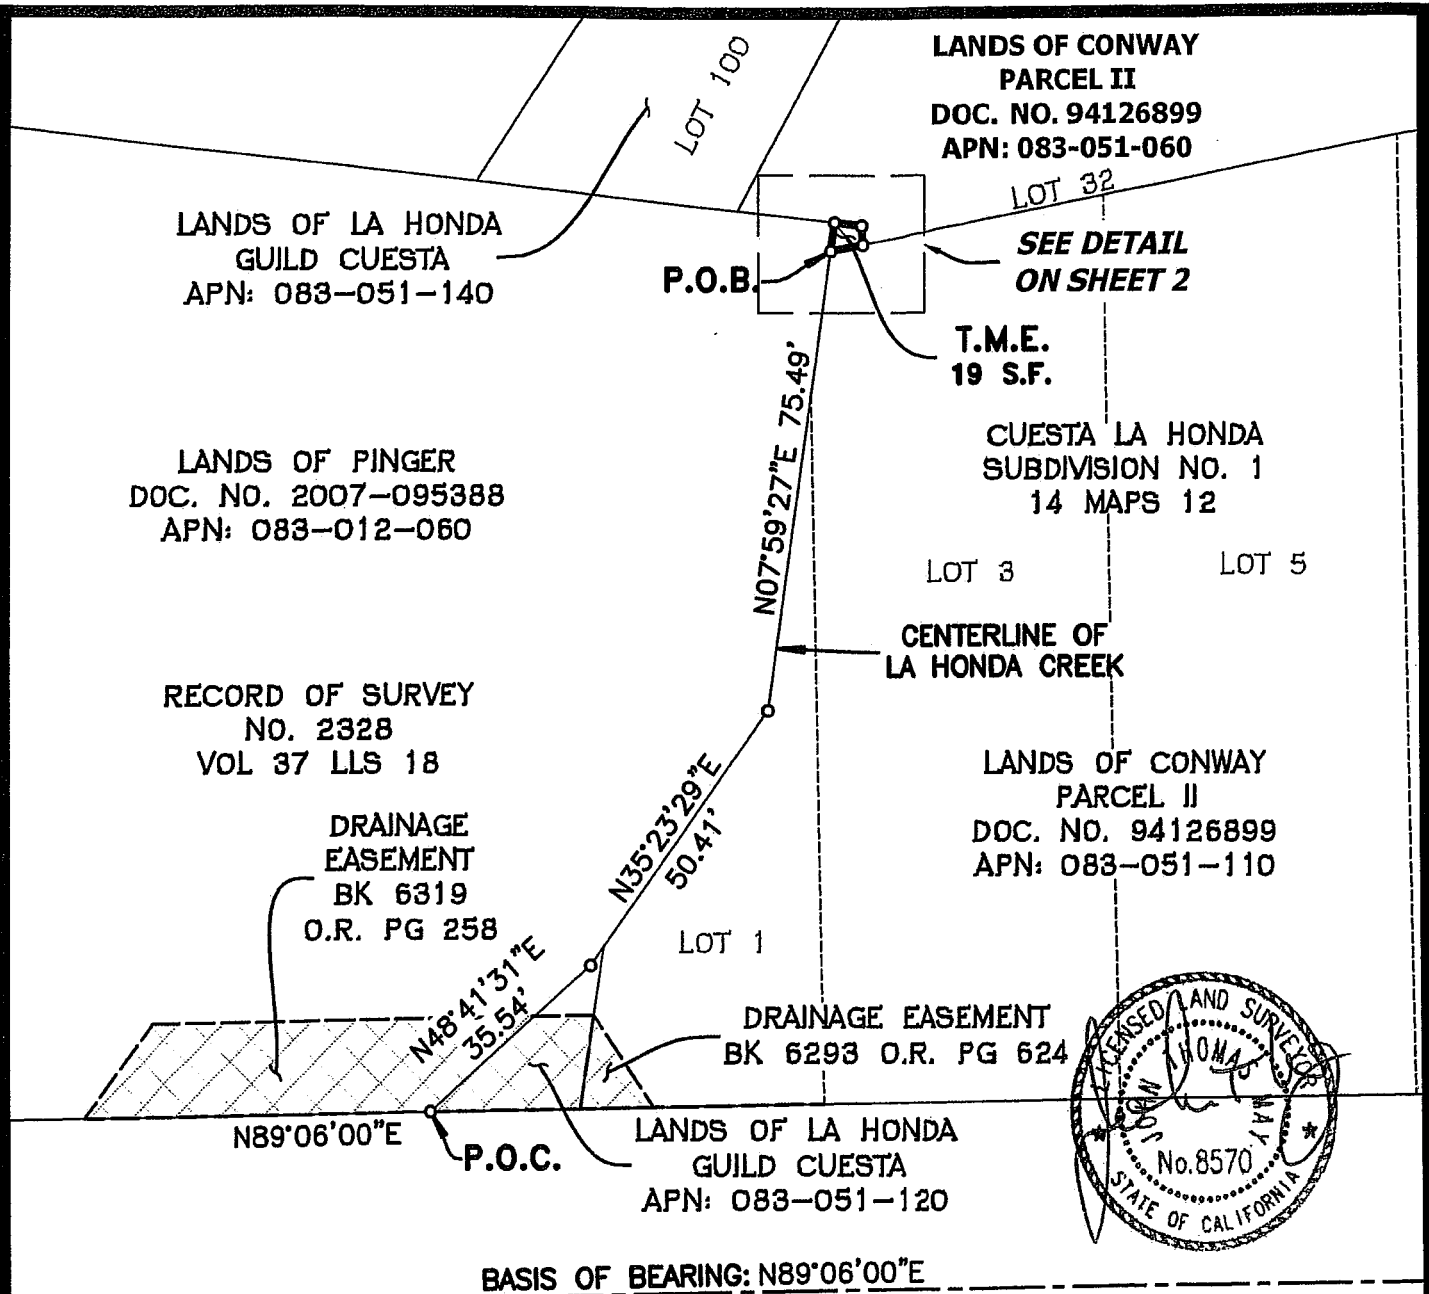 LOT 100
LANDS OF CONWAY
PARCEL II
DOC. NO. 94126899
APN: 083-051-060
LOT 32
LANDS OF LA HONDA
GUILD CUESTA
APN: 083-051-140
P.O.B.
SEE DETAIL
ON SHEET 2
T.M.E.
19 S.F.
N07°59'27"E 75.49'
LANDS OF PINGER
DOC. NO. 2007-095388
APN: 083-012-060
CUESTA LA HONDA
SUBDIVISION NO. 1
14 MAPS 12
LOT 3
LOT 5
CENTERLINE OF
LA HONDA CREEK
RECORD OF SURVEY
NO. 2328
VOL 37 LLS 18
N35°23'29"E
50.41'
LANDS OF CONWAY
PARCEL II
DOC. NO. 94126899
APN: 083-051-110
DRAINAGE
EASEMENT
BK 6319
O.R. PG 258
LOT 1
N48°41'31"E
35.54'
DRAINAGE EASEMENT
BK 6293 O.R. PG 624
N89°06'00"E
P.O.C.
LANDS OF LA HONDA
GUILD CUESTA
APN: 083-051-120
LICENSED LAND SURVEYOR
JOHN THOMAS MAY
No.8570
STATE OF CALIFORNIA
BASIS OF BEARING: N89°06'00"E